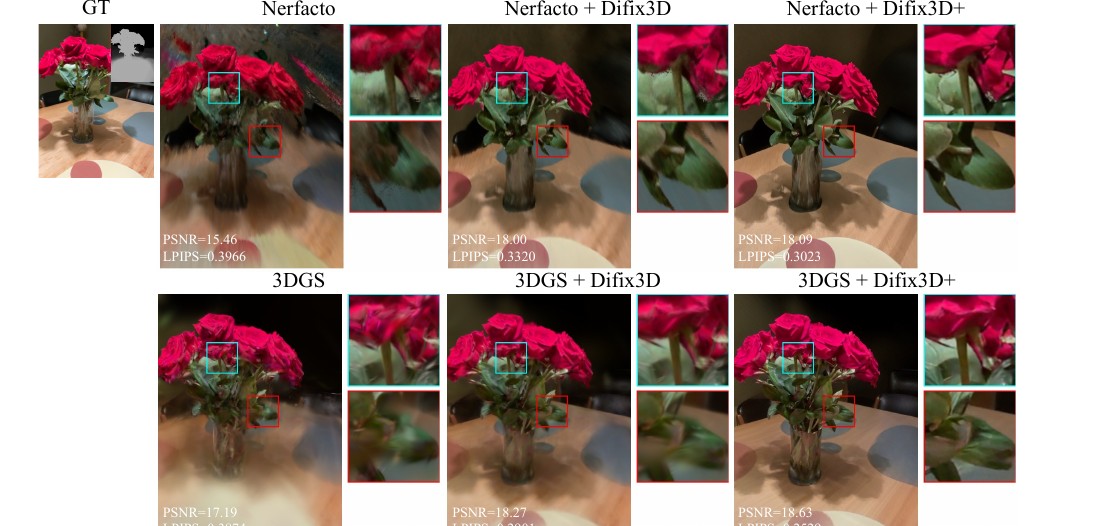 GT
Nerfacto
Nerfacto + Difix3D
Nerfacto + Difix3D+
PSNR=15.46
LPIPS=0.3966
PSNR=18.00
LPIPS=0.3320
PSNR=18.09
LPIPS=0.3023
3DGS
3DGS + Difix3D
3DGS + Difix3D+
PSNR=17.19
PSNR=18.27
PSNR=18.63